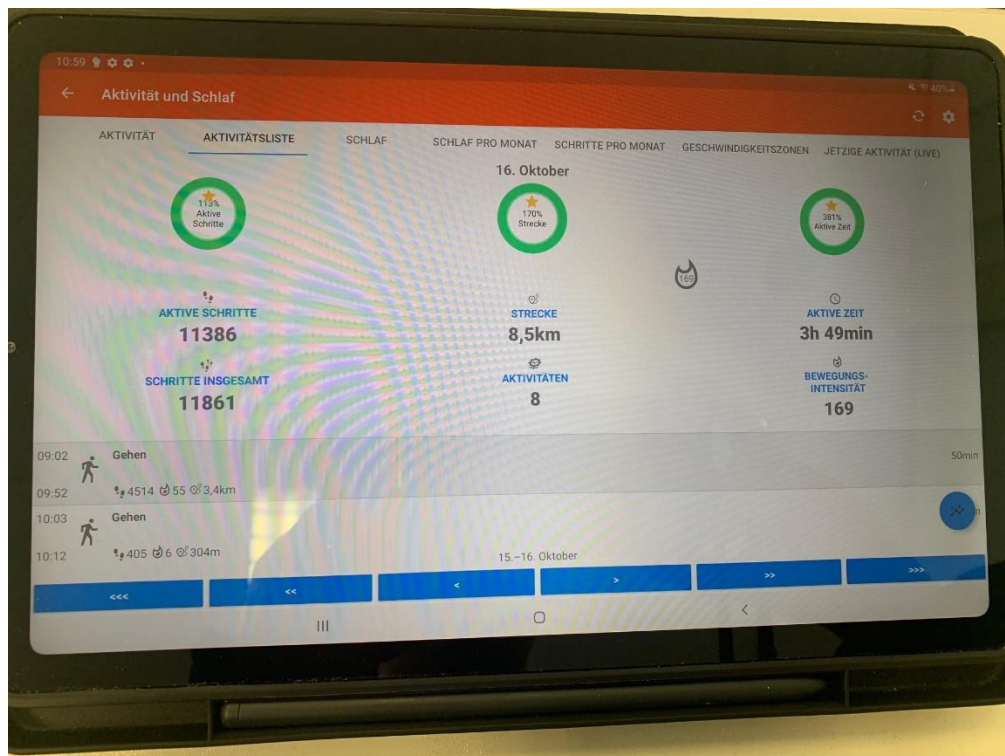 10:59
40%
Aktivität und Schlaf
AKTIVITÄT AKTIVITÄTSLISTE SCHLAF SCHLAF PRO MONAT SCHRITTE PRO MONAT GESCHWINDIGKEITSZONEN JETZIGE AKTIVITÄT (LIVE)
16. Oktober
113%
Aktive
Schritte
170%
Strecke
381%
Aktive Zeit
169
AKTIVE SCHRITTE
11386
STRECKE
8,5km
AKTIVE ZEIT
3h 49min
SCHRITTE INSGESAMT
11861
AKTIVITÄTEN
8
BEWEGUNGS-
INTENSITÄT
169
09:02 Gehen 50min
09:52 4514 55 3,4km
10:03 Gehen
10:12 405 6 304m
15.–16. Oktober
<<< << < > >> >>>